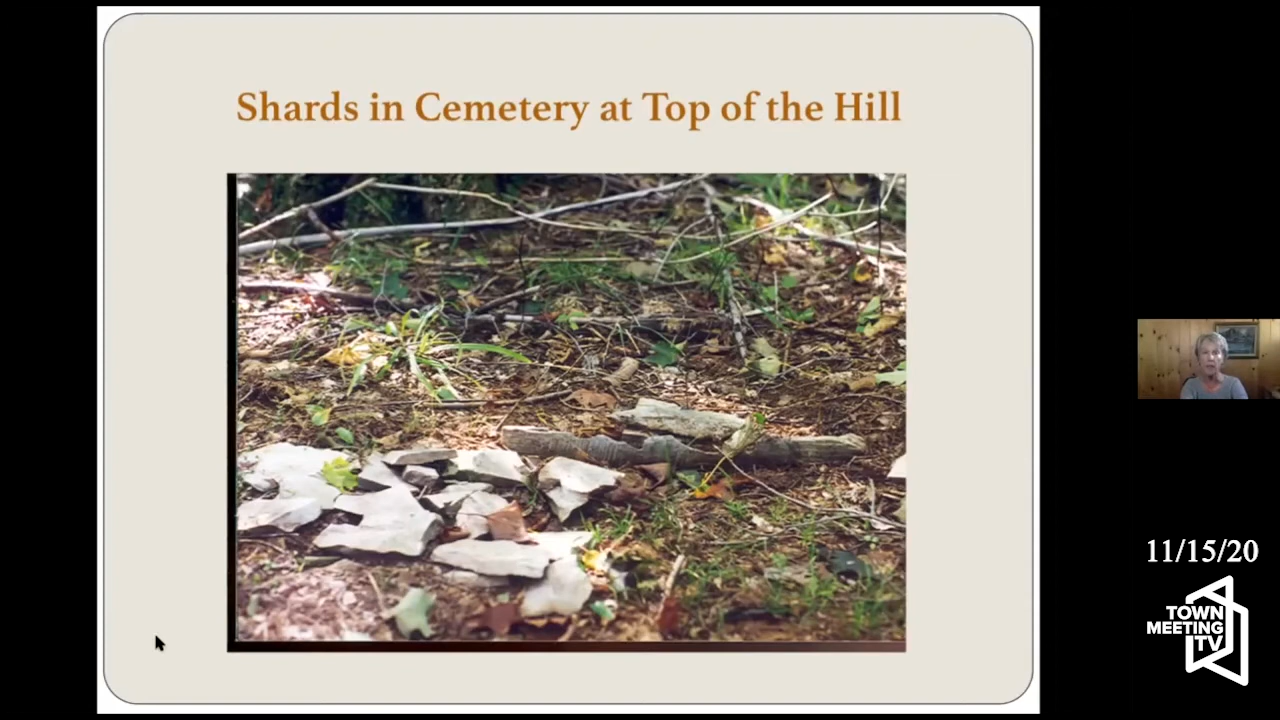 Shards in Cemetery at Top of the Hill
11/15/20
TOWN
MEETING
TV